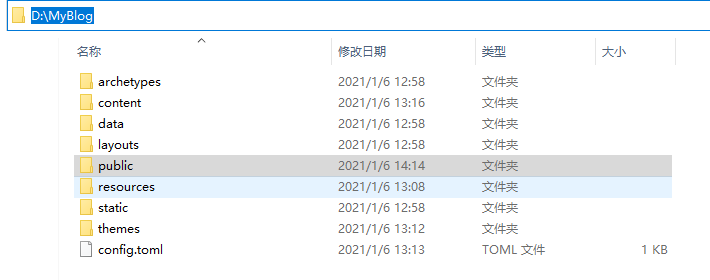 D:\MyBlog
名称 修改日期 类型 大小
archetypes 2021/1/6 12:58 文件夹
content 2021/1/6 13:16 文件夹
data 2021/1/6 12:58 文件夹
layouts 2021/1/6 12:58 文件夹
public 2021/1/6 14:14 文件夹
resources 2021/1/6 13:08 文件夹
static 2021/1/6 12:58 文件夹
themes 2021/1/6 13:12 文件夹
config.toml 2021/1/6 13:13 TOML 文件 1 KB